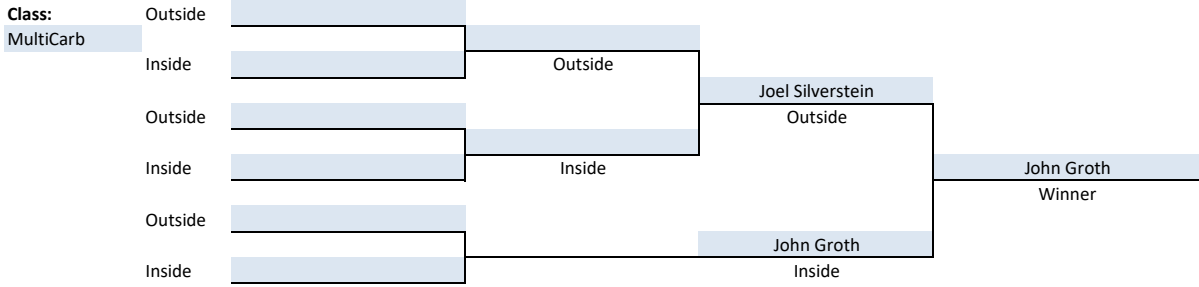 Class:
Outside
MultiCarb
Inside
Outside
Joel Silverstein
Outside
Outside
Inside
Inside
John Groth
Winner
Outside
John Groth
Inside
Inside